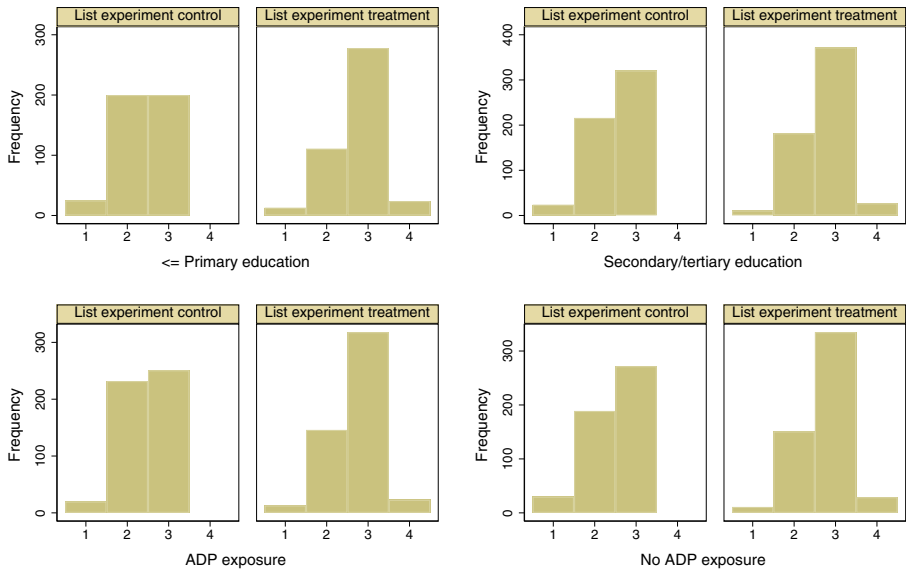 List experiment control
List experiment treatment
Frequency
300
200
100
0
1 2 3 4
1 2 3 4
<= Primary education
List experiment control
List experiment treatment
Frequency
400
300
200
100
0
1 2 3 4
1 2 3 4
Secondary/tertiary education
List experiment control
List experiment treatment
Frequency
300
200
100
0
1 2 3 4
1 2 3 4
ADP exposure
List experiment control
List experiment treatment
Frequency
300
200
100
0
1 2 3 4
1 2 3 4
No ADP exposure